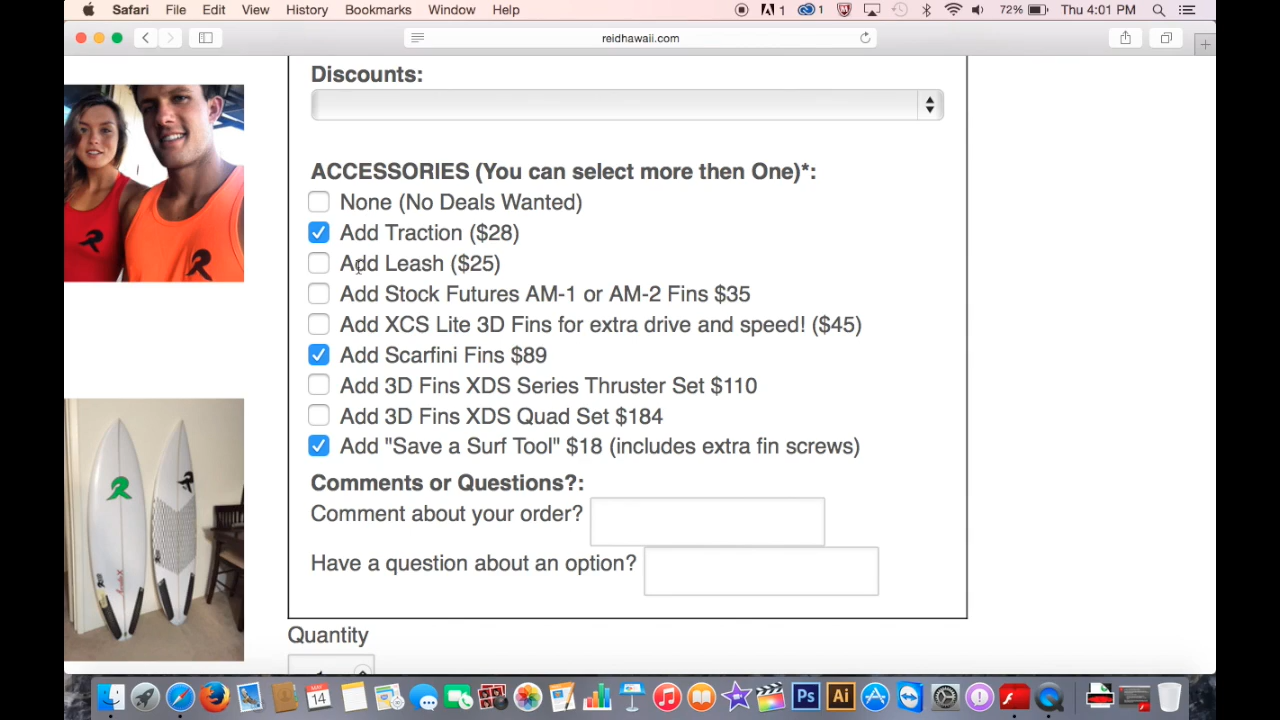 Safari File Edit View History Bookmarks Window Help 1 1 72% Thu 4:01 PM
reidhawaii.com
Discounts:
ACCESSORIES (You can select more then One)*:
None (No Deals Wanted)
Add Traction ($28)
Add Leash ($25)
Add Stock Futures AM-1 or AM-2 Fins $35
Add XCS Lite 3D Fins for extra drive and speed! ($45)
Add Scarfini Fins $89
Add 3D Fins XDS Series Thruster Set $110
Add 3D Fins XDS Quad Set $184
Add "Save a Surf Tool" $18 (includes extra fin screws)
Comments or Questions?:
Comment about your order?
Have a question about an option?
Quantity
14
Ps Ai